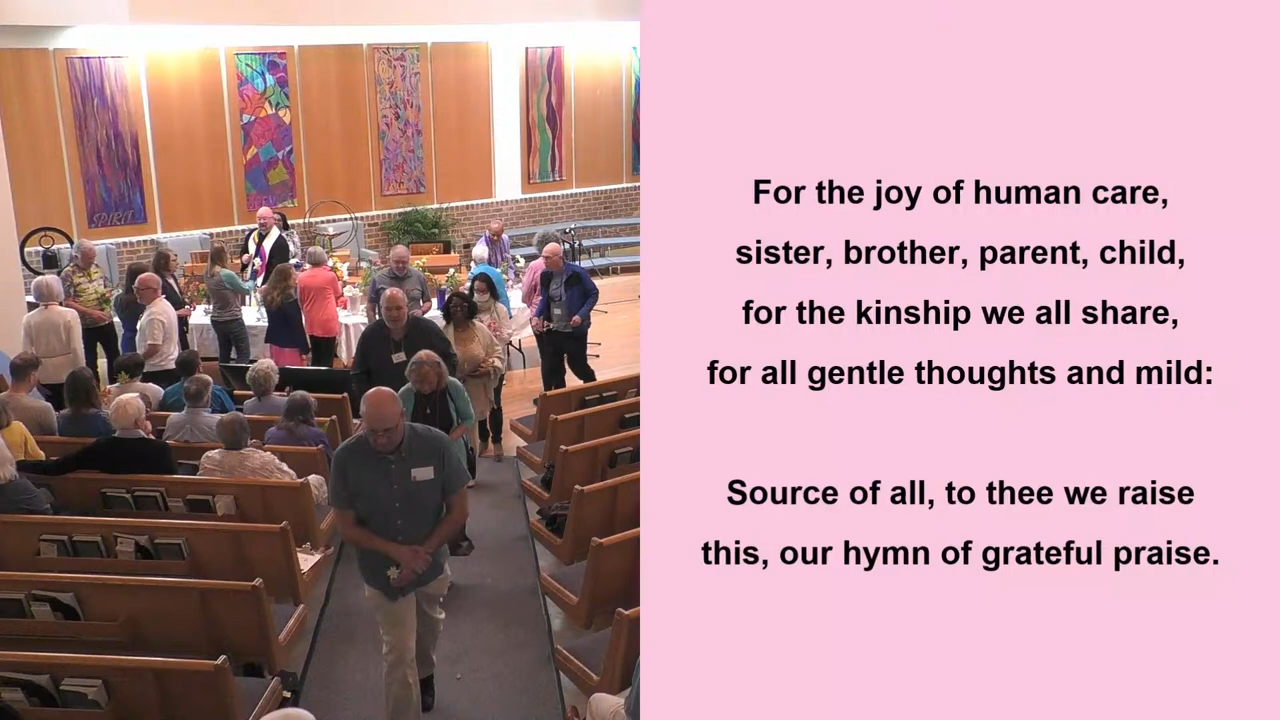 SPIRIT
For the joy of human care,
sister, brother, parent, child,
for the kinship we all share,
for all gentle thoughts and mild:
Source of all, to thee we raise
this, our hymn of grateful praise.